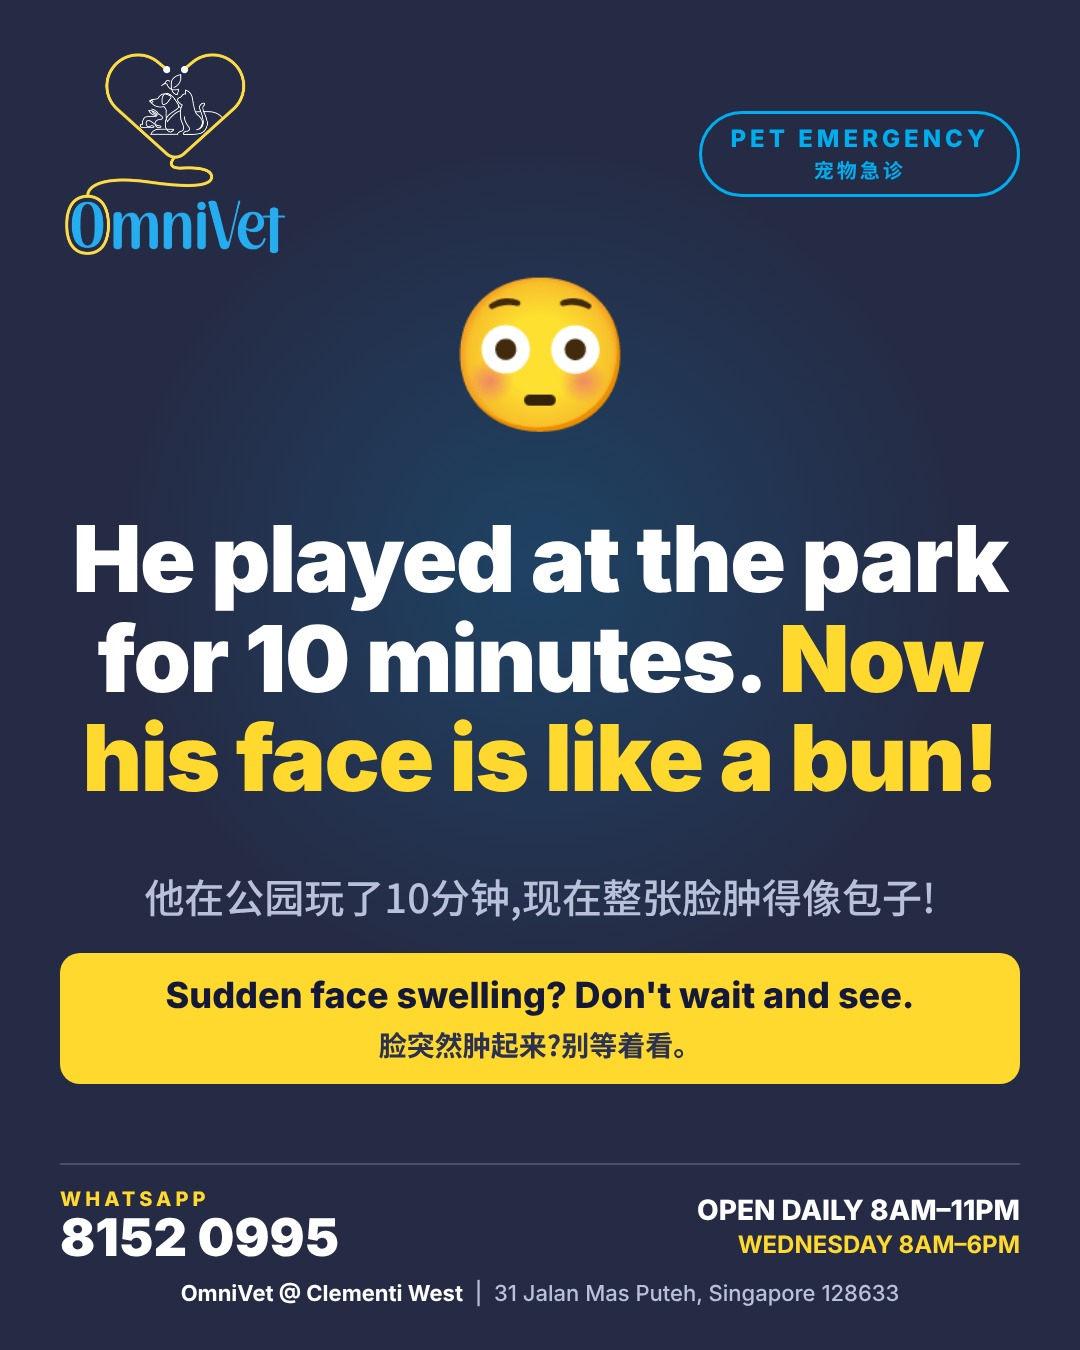 OmniVet
PET EMERGENCY
宠物急诊
He played at the park
for 10 minutes. Now
his face is like a bun!
他在公园玩了10分钟,现在整张脸肿得像包子!
Sudden face swelling? Don't wait and see.
脸突然肿起来?别等着看。
WHATSAPP
8152 0995
OPEN DAILY 8AM–11PM
WEDNESDAY 8AM–6PM
OmniVet @ Clementi West | 31 Jalan Mas Puteh, Singapore 128633